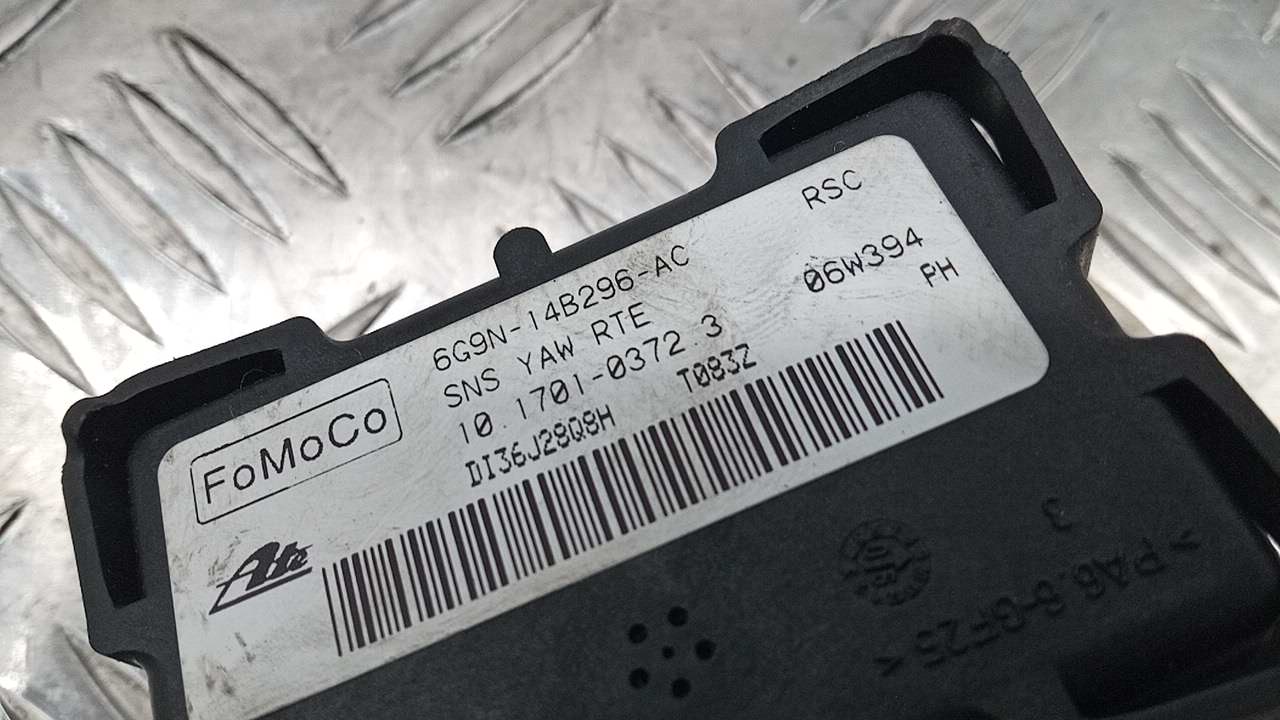 RSC
6G9N-14B296-AC
06W394
SNS YAW RTE
PH
10.1701-0372.3
DI36J28Q8H T083Z
FoMoCo
Ate
3
>PA6.6-GF25<